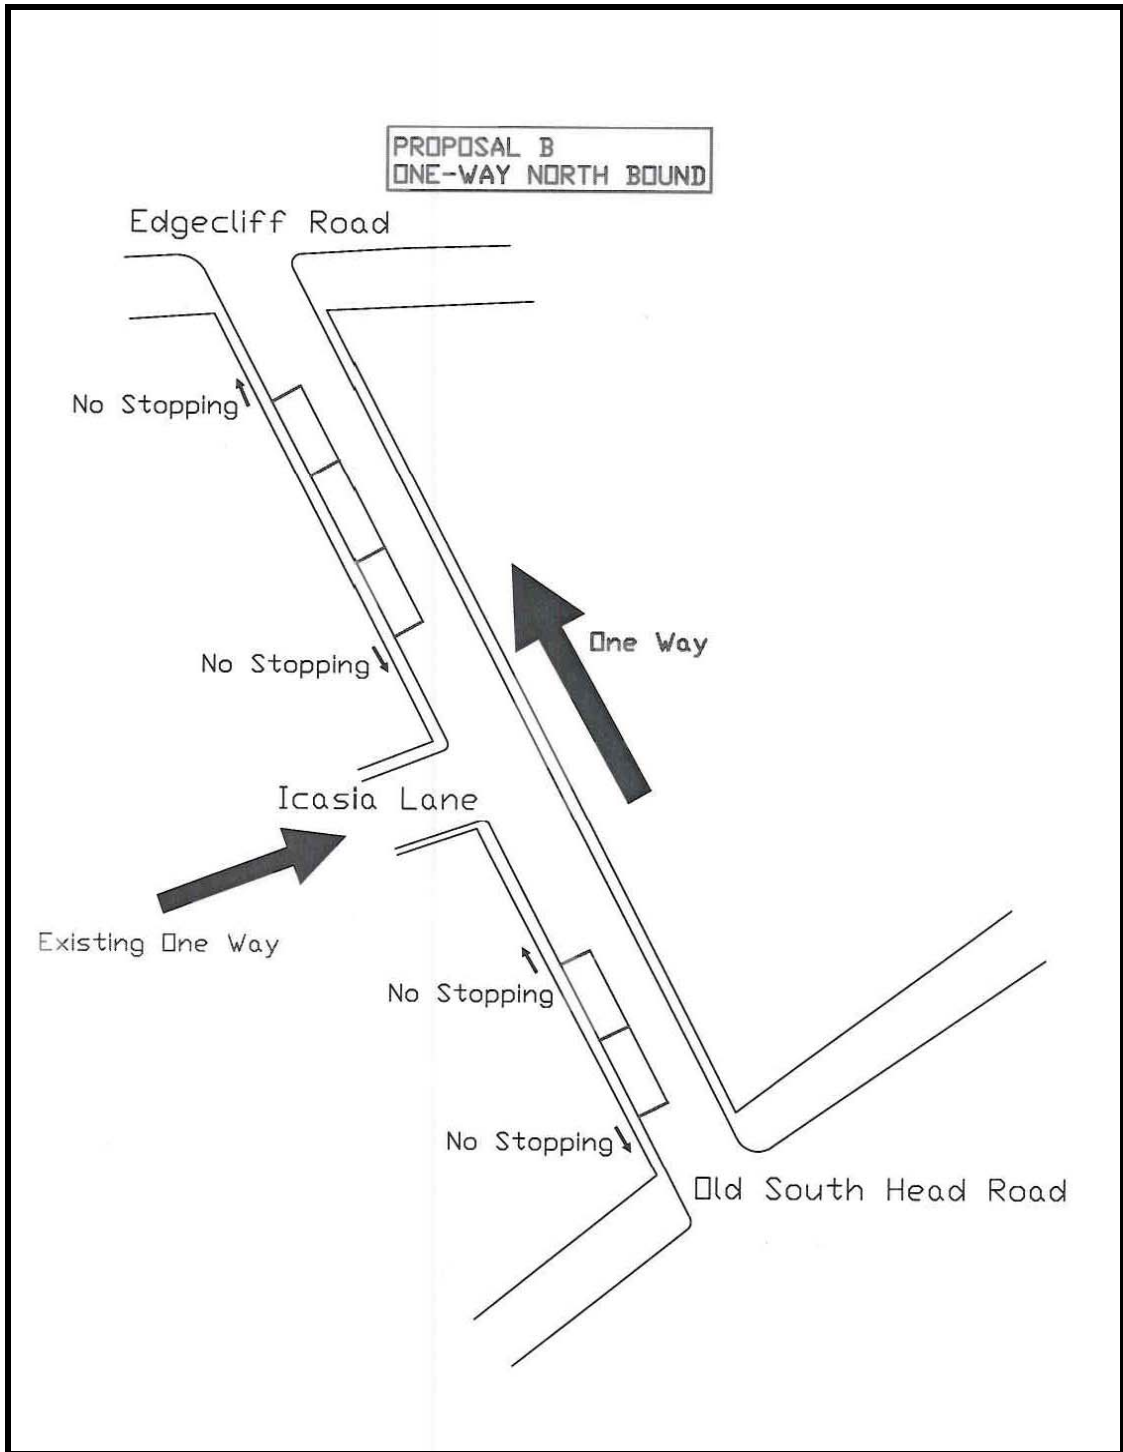 PROPOSAL B
ONE-WAY NORTH BOUND
Edgecliff Road
No Stopping
One Way
No Stopping
Icasia Lane
Existing One Way
No Stopping
No Stopping
Old South Head Road